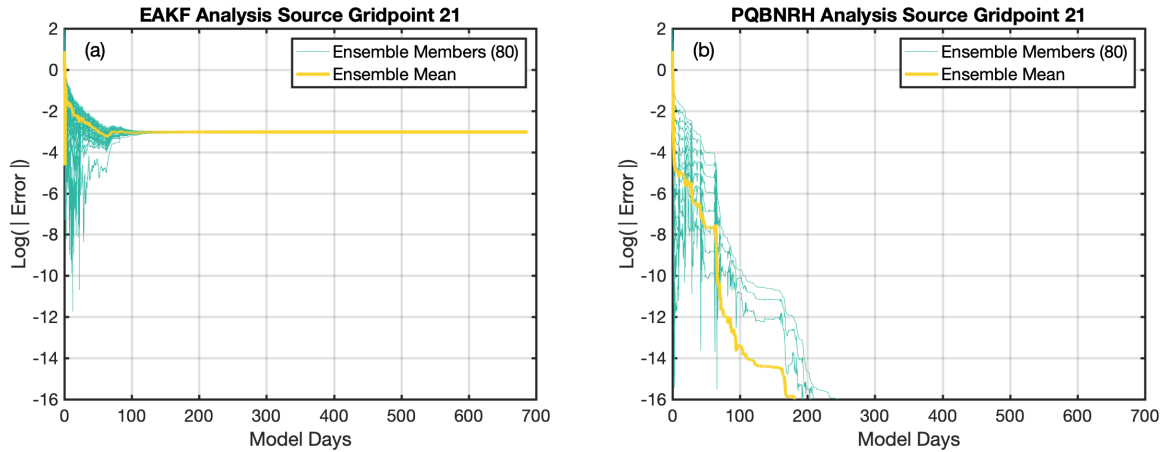 EAKF Analysis Source Gridpoint 21
(a)
Ensemble Members (80)
Ensemble Mean
Log( | Error |)
2
0
-2
-4
-6
-8
-10
-12
-14
-16
0 100 200 300 400 500 600 700
Model Days
PQBNRH Analysis Source Gridpoint 21
(b)
Ensemble Members (80)
Ensemble Mean
Log( | Error |)
2
0
-2
-4
-6
-8
-10
-12
-14
-16
0 100 200 300 400 500 600 700
Model Days